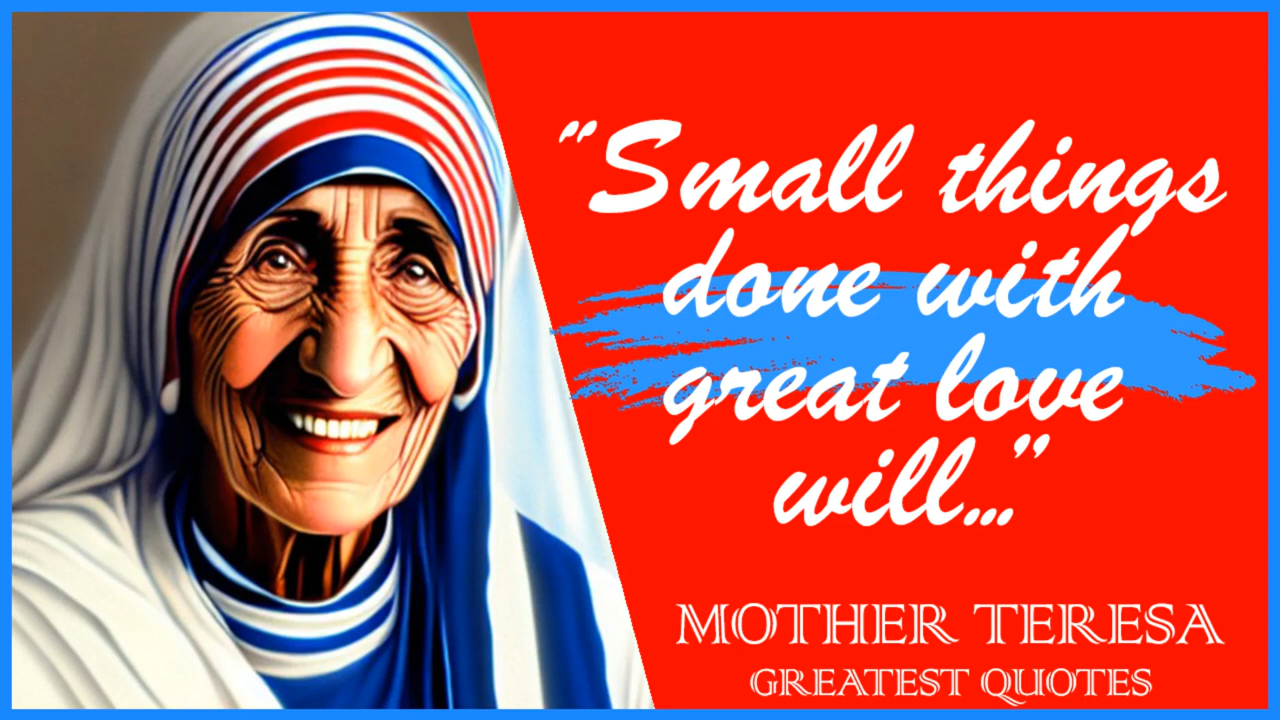 "Small things
done with
great love
will..."
MOTHER TERESA
GREATEST QUOTES